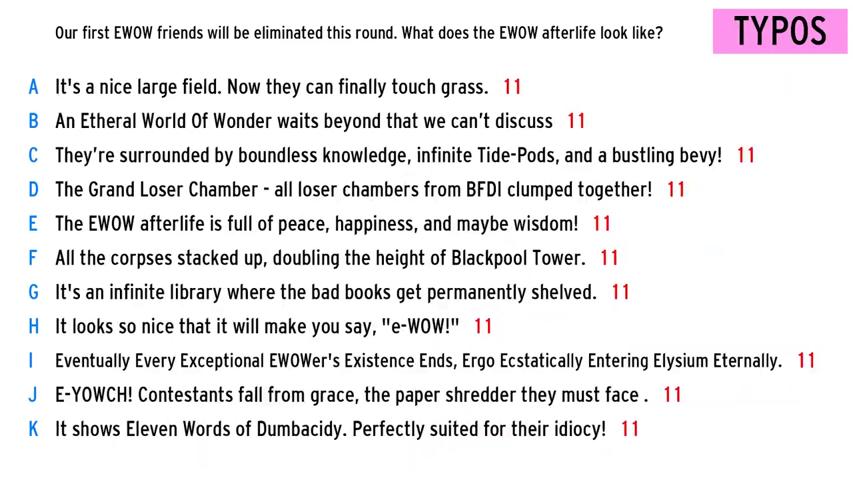 Our first EWOW friends will be eliminated this round. What does the EWOW afterlife look like?
TYPOS
A It's a nice large field. Now they can finally touch grass. 11
B An Etheral World Of Wonder waits beyond that we can’t discuss 11
C They’re surrounded by boundless knowledge, infinite Tide-Pods, and a bustling bevy! 11
D The Grand Loser Chamber - all loser chambers from BFDI clumped together! 11
E The EWOW afterlife is full of peace, happiness, and maybe wisdom! 11
F All the corpses stacked up, doubling the height of Blackpool Tower. 11
G It's an infinite library where the bad books get permanently shelved. 11
H It looks so nice that it will make you say, "e-WOW!" 11
I Eventually Every Exceptional EWOWer's Existence Ends, Ergo Ecstatically Entering Elysium Eternally. 11
J E-YOWCH! Contestants fall from grace, the paper shredder they must face . 11
K It shows Eleven Words of Dumbacidy. Perfectly suited for their idiocy! 11